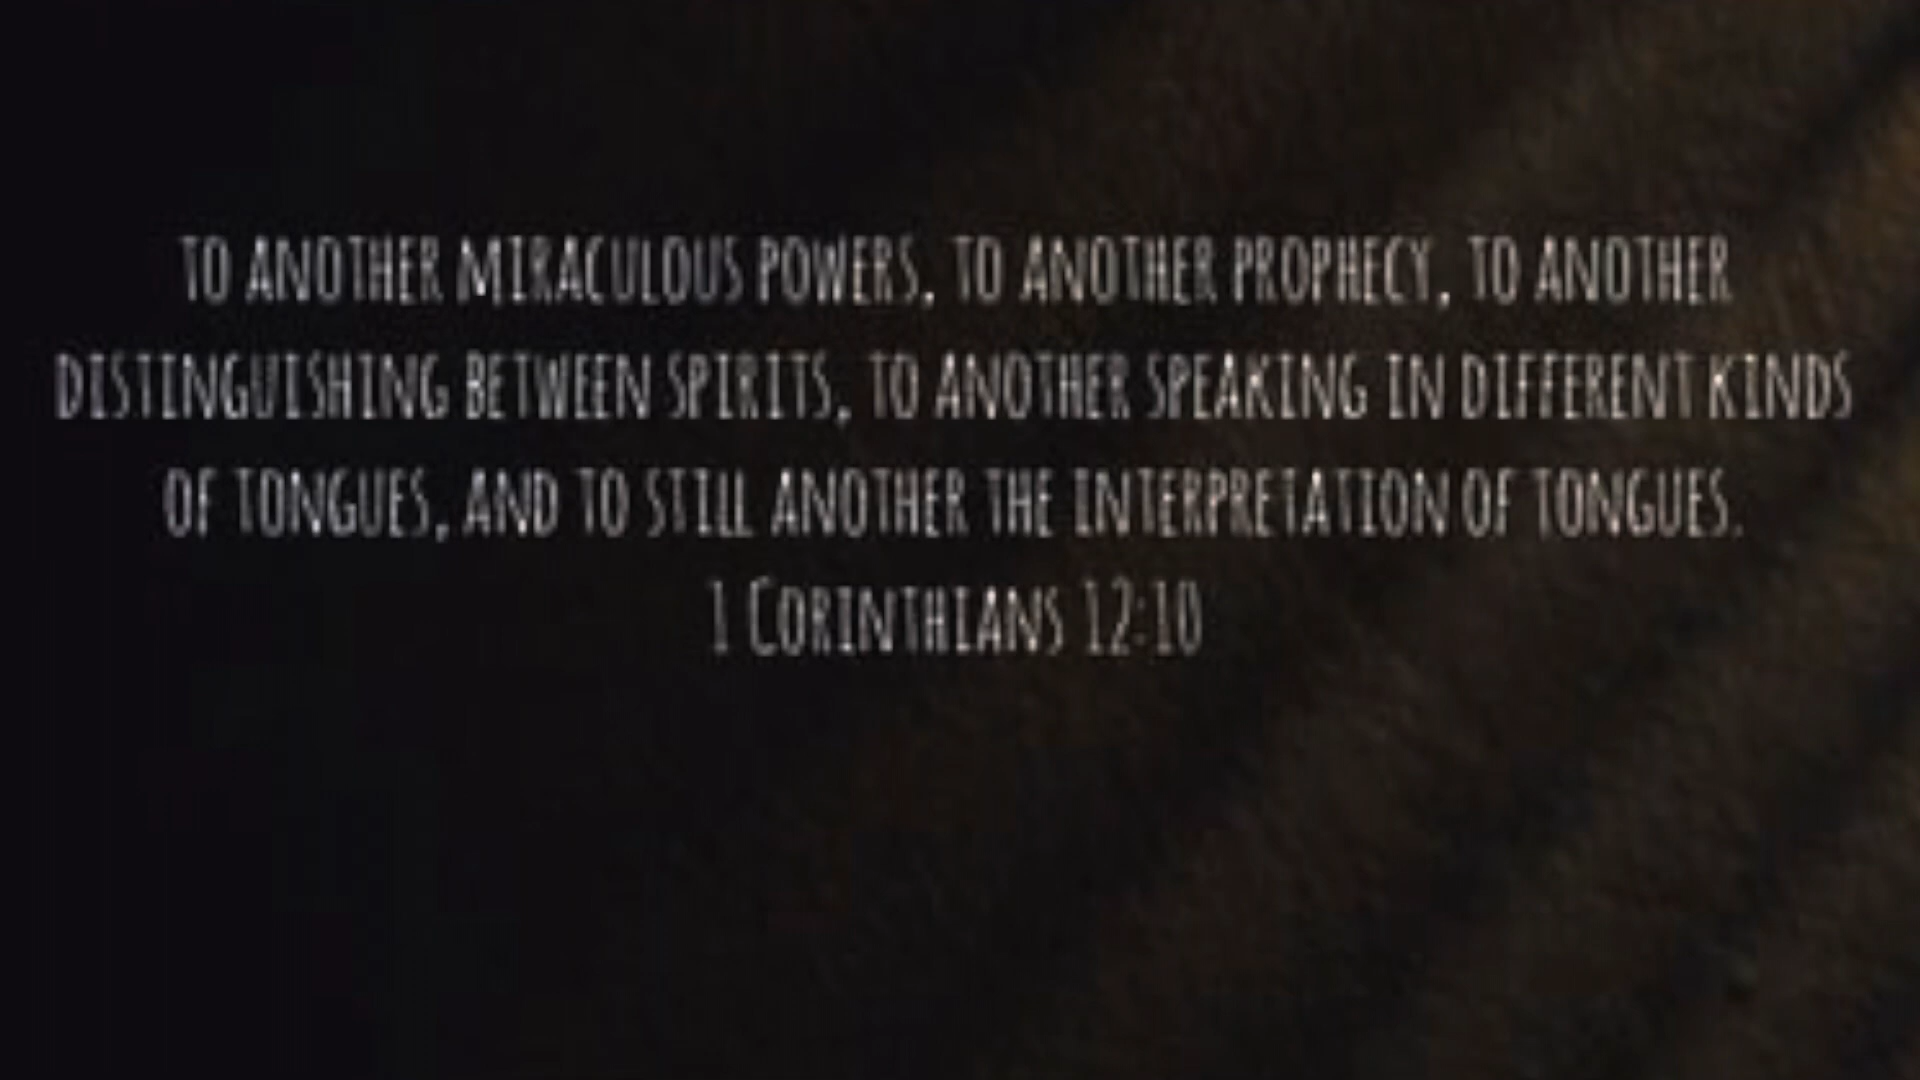 TO ANOTHER MIRACULOUS POWERS, TO ANOTHER PROPHECY, TO ANOTHER
DISTINGUISHING BETWEEN SPIRITS, TO ANOTHER SPEAKING IN DIFFERENT KINDS
OF TONGUES, AND TO STILL ANOTHER THE INTERPRETATION OF TONGUES.
1 CORINTHIANS 12:10